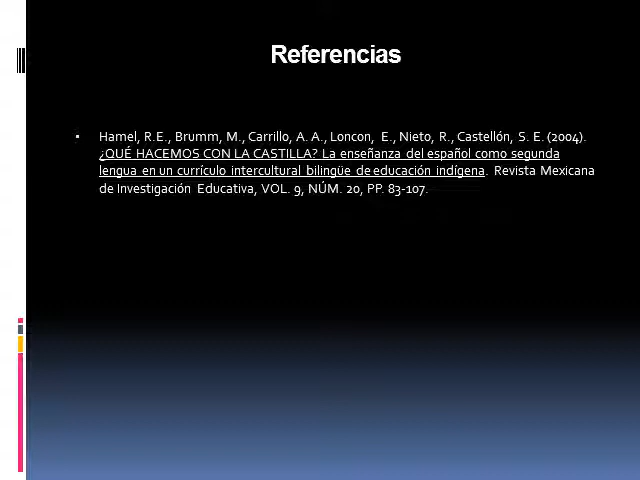 Referencias
• Hamel, R.E., Brumm, M., Carrillo, A. A., Loncon, E., Nieto, R., Castellón, S. E. (2004).
¿QUÉ HACEMOS CON LA CASTILLA? La enseñanza del español como segunda
lengua en un currículo intercultural bilingüe de educación indígena. Revista Mexicana
de Investigación Educativa, VOL. 9, NÚM. 20, PP. 83-107.